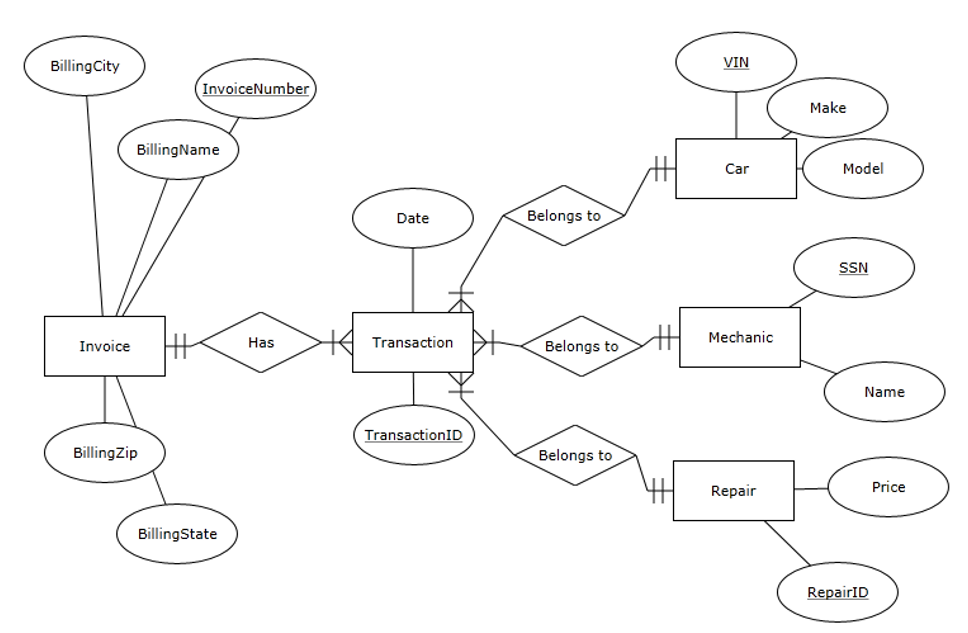 BillingCity
InvoiceNumber
BillingName
VIN
Make
Car
Model
Date
Belongs to
SSN
Invoice
Has
Transaction
Belongs to
Mechanic
Name
TransactionID
BillingZip
Belongs to
Repair
Price
BillingState
RepairID